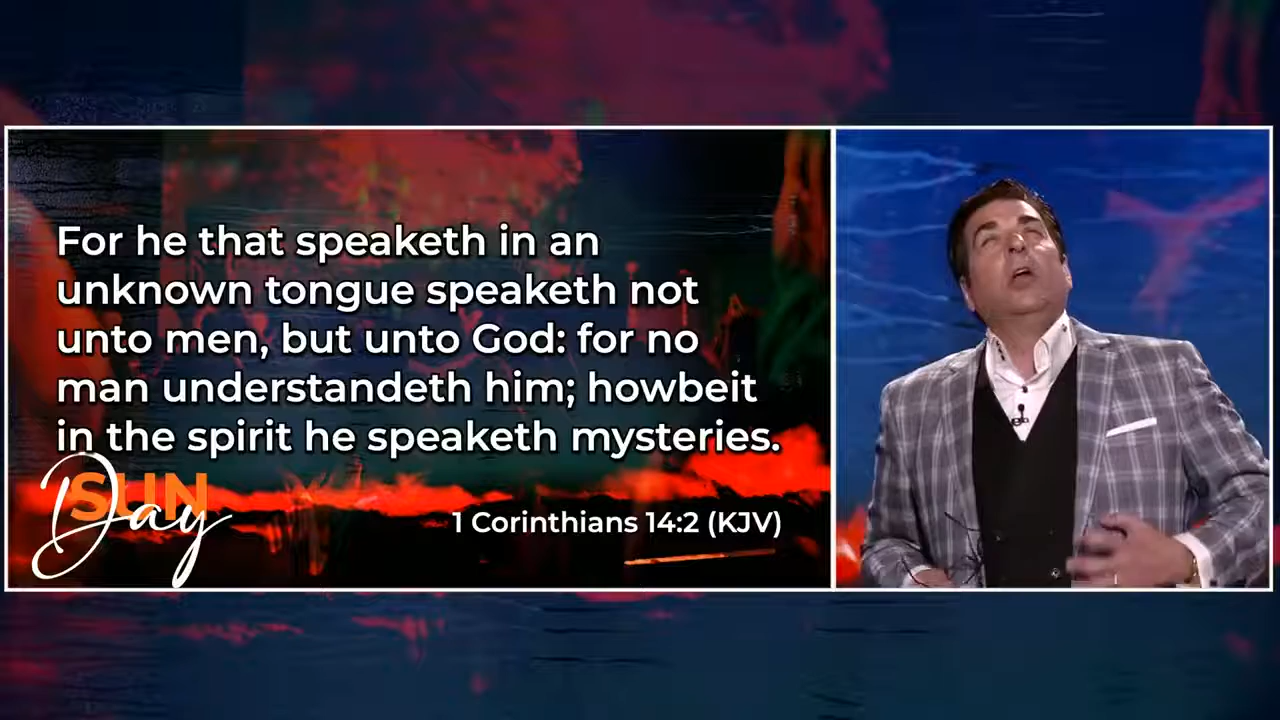 For he that speaketh in an
unknown tongue speaketh not
unto men, but unto God: for no
man understandeth him; howbeit
in the spirit he speaketh mysteries.
SUN
Day
1 Corinthians 14:2 (KJV)